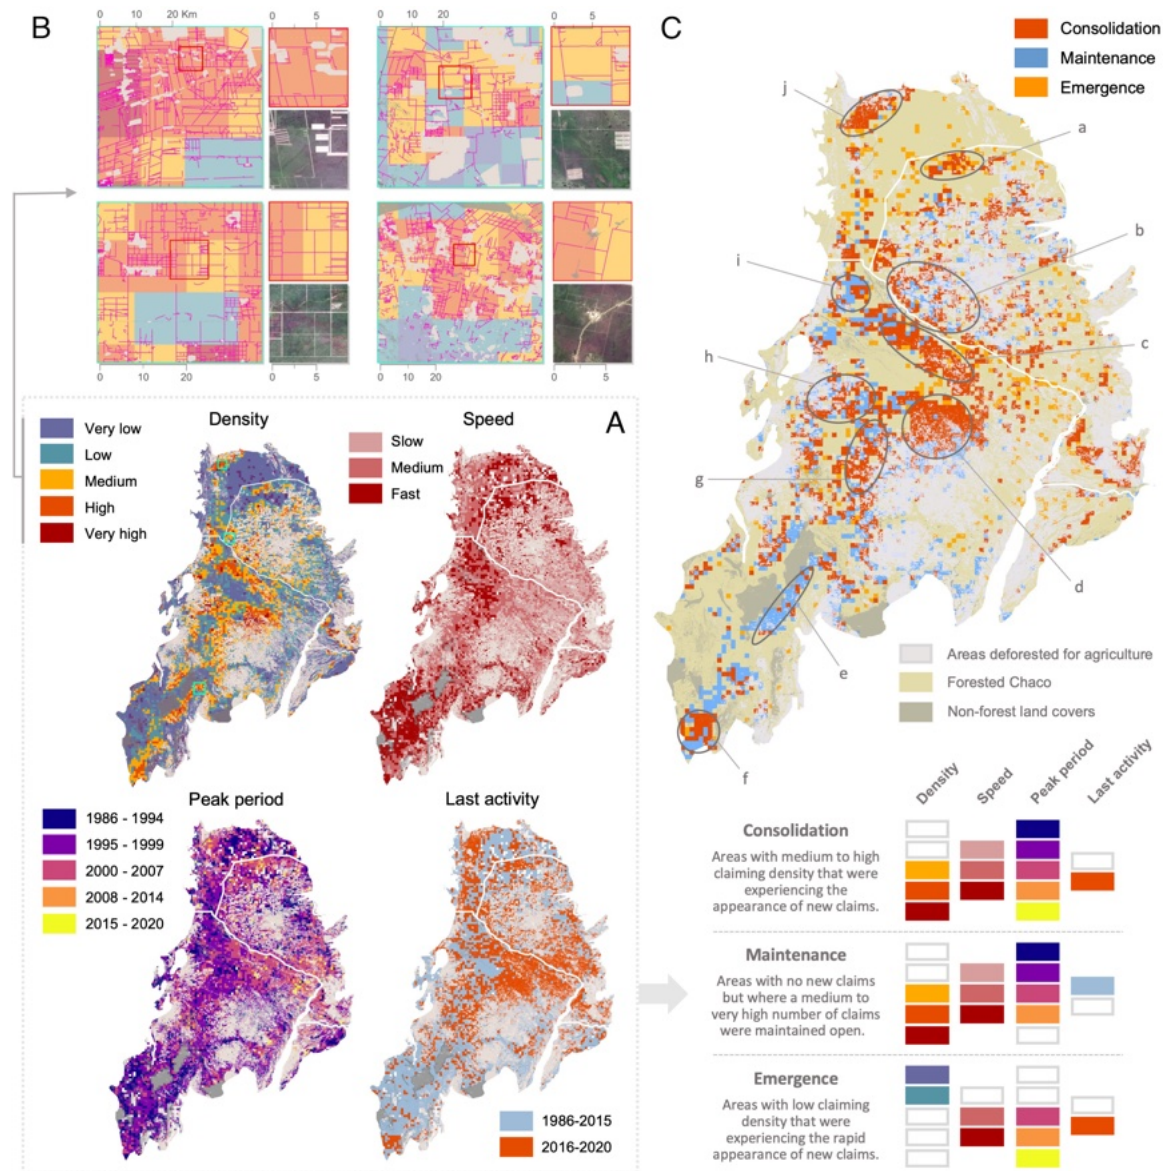 B
0 10 20 Km
0 5
0 10 20
0 5
0 10 20
0 5
0 10 20
0 5
A
Density
Very low
Low
Medium
High
Very high
Speed
Slow
Medium
Fast
Peak period
1986 - 1994
1995 - 1999
2000 - 2007
2008 - 2014
2015 - 2020
Last activity
1986-2015
2016-2020
C
Consolidation
Maintenance
Emergence
j
a
b
i
c
h
g
d
e
f
Areas deforested for agriculture
Forested Chaco
Non-forest land covers
Density
Speed
Peak period
Last activity
Consolidation
Areas with medium to high
claiming density that were
experiencing the
appearance of new claims.
Maintenance
Areas with no new claims
but where a medium to
very high number of claims
were maintained open.
Emergence
Areas with low claiming
density that were
experiencing the rapid
appearance of new claims.